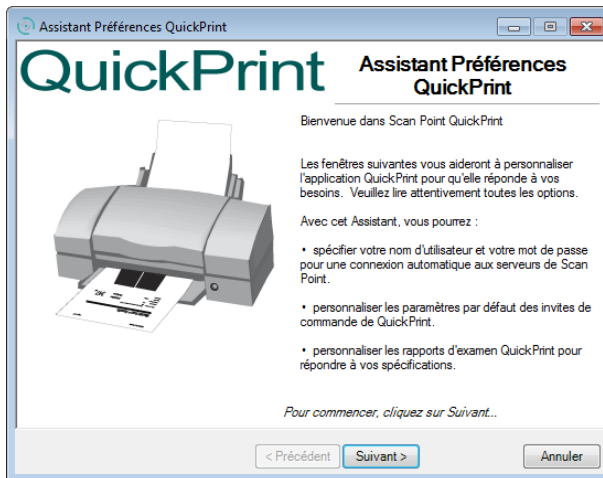 Assistant Préférences QuickPrint
QuickPrint
Assistant Préférences
QuickPrint
Bienvenue dans Scan Point QuickPrint
Les fenêtres suivantes vous aideront à personnaliser
l'application QuickPrint pour qu'elle réponde à vos
besoins. Veuillez lire attentivement toutes les options.
Avec cet Assistant, vous pourrez :
• spécifier votre nom d'utilisateur et votre mot de passe
pour une connexion automatique aux serveurs de Scan
Point.
• personnaliser les paramètres par défaut des invites de
commande de QuickPrint.
• personnaliser les rapports d'examen QuickPrint pour
répondre à vos spécifications.
Pour commencer, cliquez sur Suivant...
< Précédent
Suivant >
Annuler